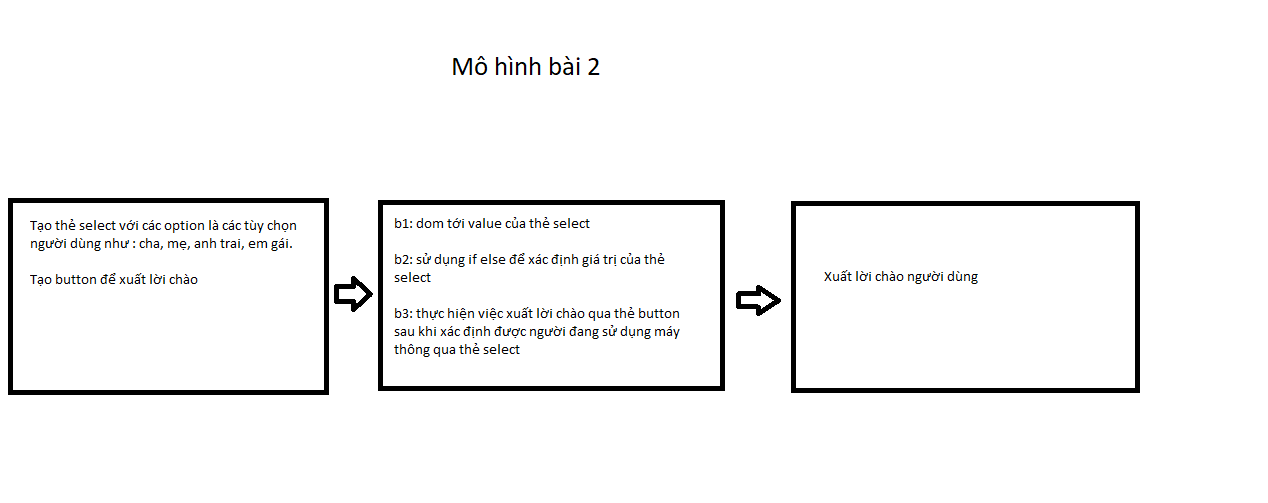 Mô hình bài 2
Tạo thẻ select với các option là các tùy chọn
người dùng như : cha, mẹ, anh trai, em gái.
Tạo button để xuất lời chào
b1: dom tới value của thẻ select
b2: sử dụng if else để xác định giá trị của thẻ
select
b3: thực hiện việc xuất lời chào qua thẻ button
sau khi xác định được người đang sử dụng máy
thông qua thẻ select
Xuất lời chào người dùng